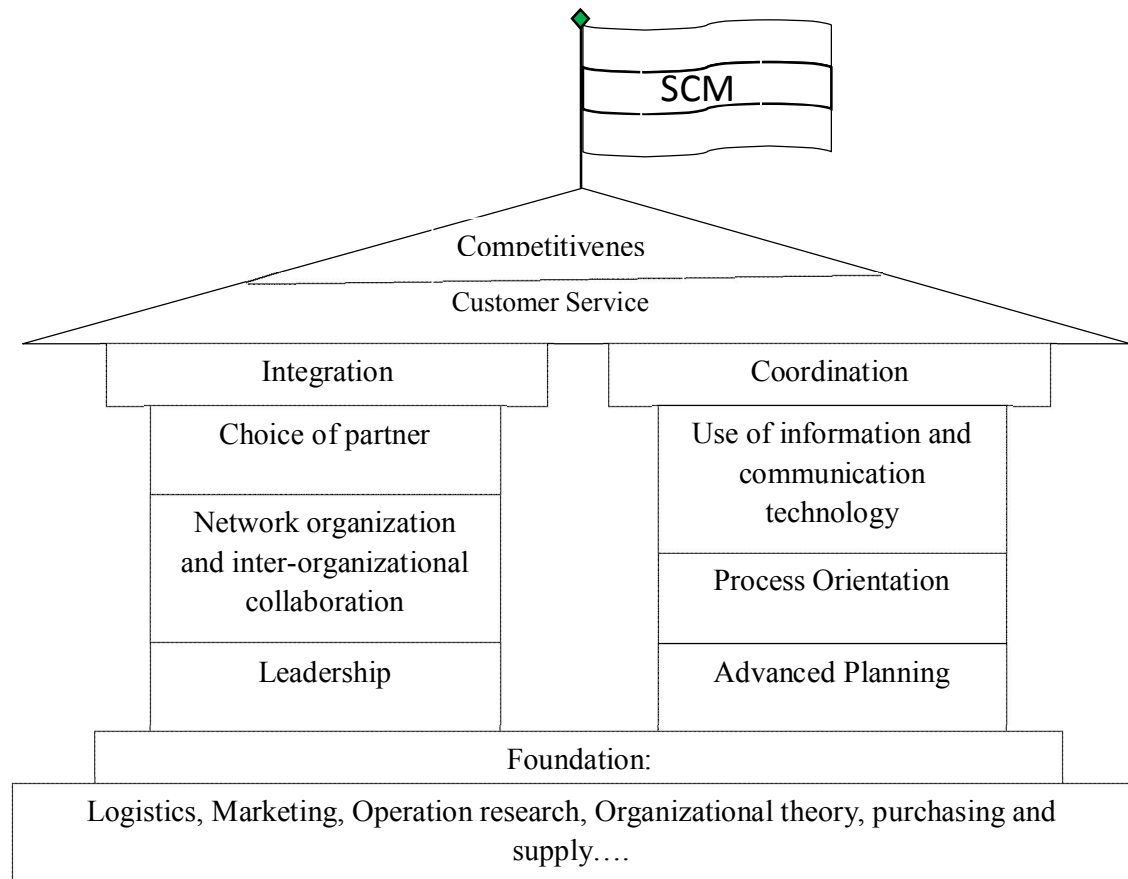 SCM
Competitivenes
Customer Service
Integration
Choice of partner
Network organization
and inter-organizational
collaboration
Leadership
Coordination
Use of information and
communication
technology
Process Orientation
Advanced Planning
Foundation:
Logistics, Marketing, Operation research, Organizational theory, purchasing and
supply….